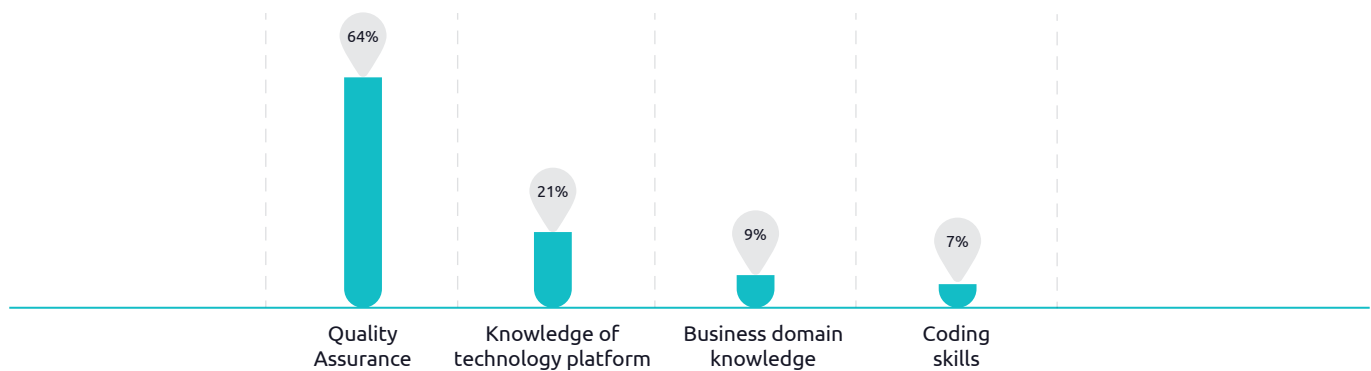 64%
21%
9%
7%
Quality
Assurance
Knowledge of
technology platform
Business domain
knowledge
Coding
skills